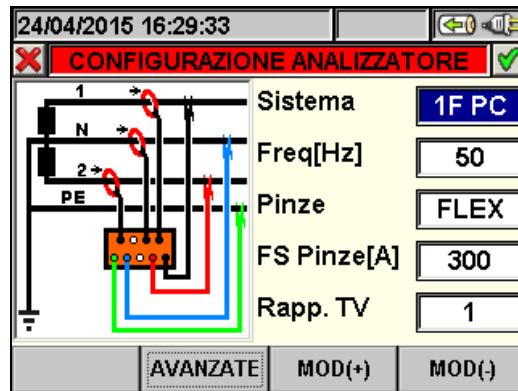 24/04/2015 16:29:33
CONFIGURAZIONE ANALIZZATORE
1
N
2
PE
Sistema 1F PC
Freq[Hz] 50
Pinze FLEX
FS Pinze[A] 300
Rapp. TV 1
AVANZATE MOD(+) MOD(-)